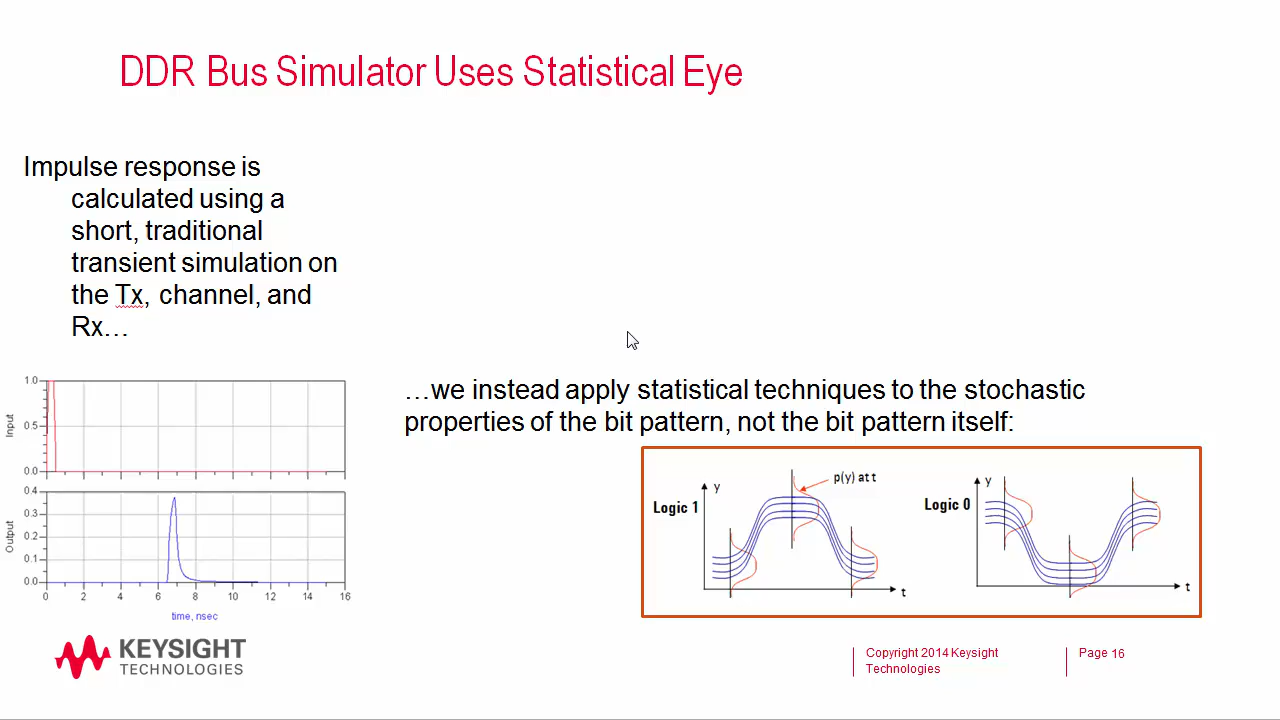 DDR Bus Simulator Uses Statistical Eye
Impulse response is
calculated using a
short, traditional
transient simulation on
the Tx, channel, and
Rx…
…we instead apply statistical techniques to the stochastic
properties of the bit pattern, not the bit pattern itself:
1.0
0.5
0.0
Input
0.4
0.3
0.2
0.1
0.0
Output
0 2 4 6 8 10 12 14 16
time, nsec
Logic 1
y
p(y) at t
t
Logic 0
y
t
KEYSIGHT
TECHNOLOGIES
Copyright 2014 Keysight
Technologies
Page 16